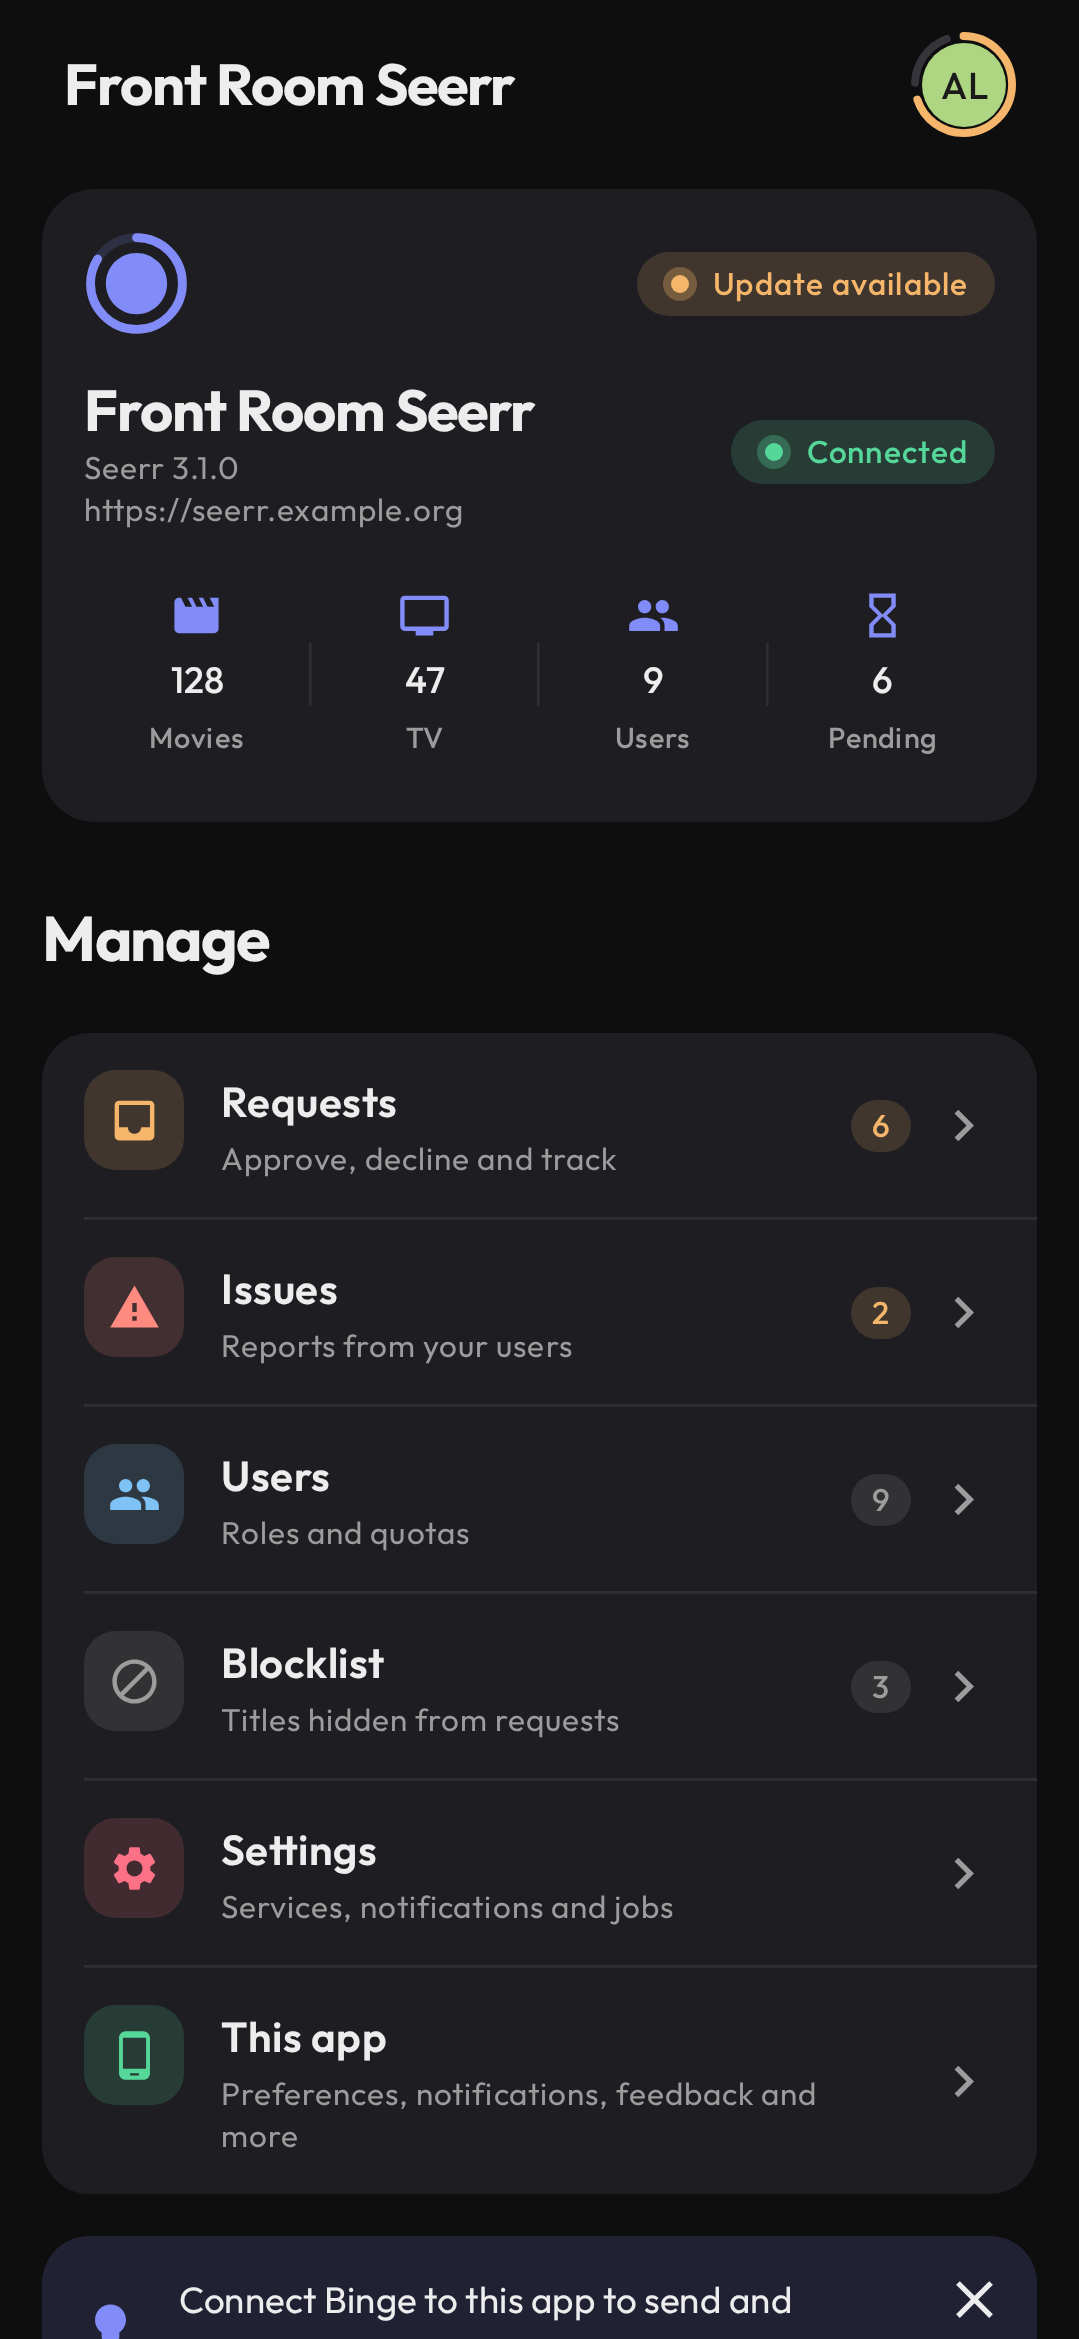 Front Room Seerr
AL
Update available
Front Room Seerr
Seerr 3.1.0
Connected
https://seerr.example.org
128
47
9
6
Movies
TV
Users
Pending
Manage
Requests
Approve, decline and track
6
Issues
Reports from your users
2
Users
Roles and quotas
9
Blocklist
Titles hidden from requests
3
Settings
Services, notifications and jobs
This app
Preferences, notifications, feedback and
more
Connect Binge to this app to send and